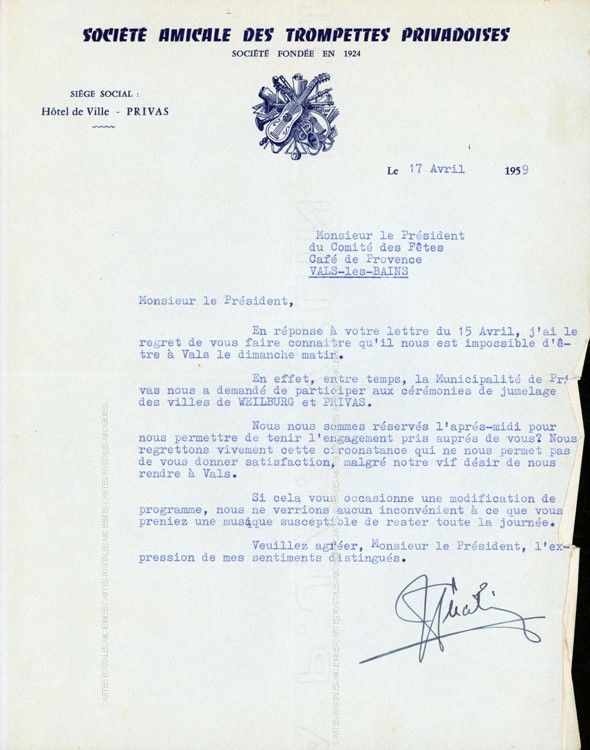 SOCIÉTÉ AMICALE DES TROMPETTES PRIVADOISES
SOCIÉTÉ FONDÉE EN 1924
SIÈGE SOCIAL :
Hôtel de Ville - PRIVAS
Le 17 Avril 1959
Monsieur le Président
du Comité des Fêtes
Café de Provence
VALS-les-BAINS
Monsieur le Président,
En réponse à votre lettre du 15 Avril, j'ai le
regret de vous faire connaitre qu'il nous est impossible d'ê-
tre à Vals le dimanche matin.
En effet, entre temps, la Municipalité de Pri-
vas nous a demandé de participer aux cérémonies de jumelage
des villes de WEILBURG et PRIVAS.
Nous nous sommes réservés l'aprés-midi pour
nous permettre de tenir l'engagement pris auprés de vous? Nous
regrettons vivement cette circonstance qui ne nous permet pas
de vous donner satisfaction, malgré notre vif désir de nous
rendre à Vals.
Si cela vous occasionne une modification de
programme, nous ne verrions aucun inconvénient à ce que vous
preniez une musique susceptible de rester toute la journée.
Veuillez agréer, Monsieur le Président, l'ex-
pression de mes sentiments distingués.